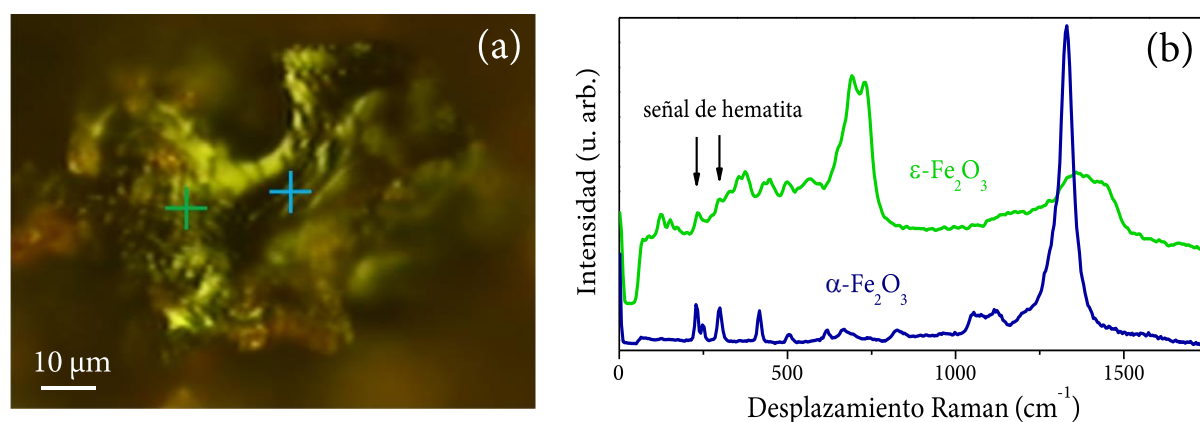 (a)
10 μm
(b)
Intensidad (u. arb.)
señal de hematita
ε-Fe₂O₃
α-Fe₂O₃
0 500 1000 1500
Desplazamiento Raman (cm⁻¹)